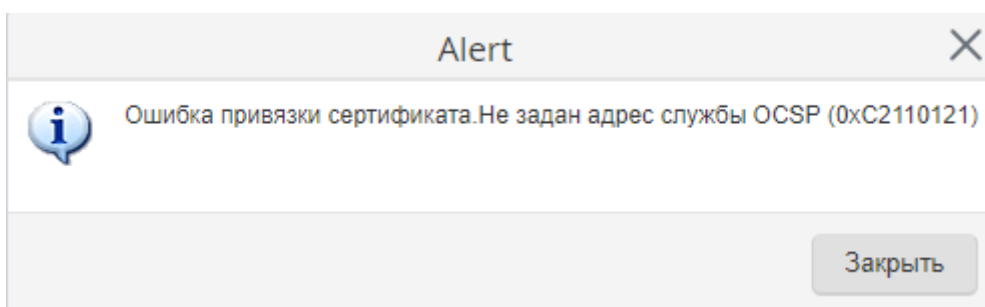 Alert
Ошибка привязки сертификата.Не задан адрес службы OCSP (0xC2110121)
Закрыть